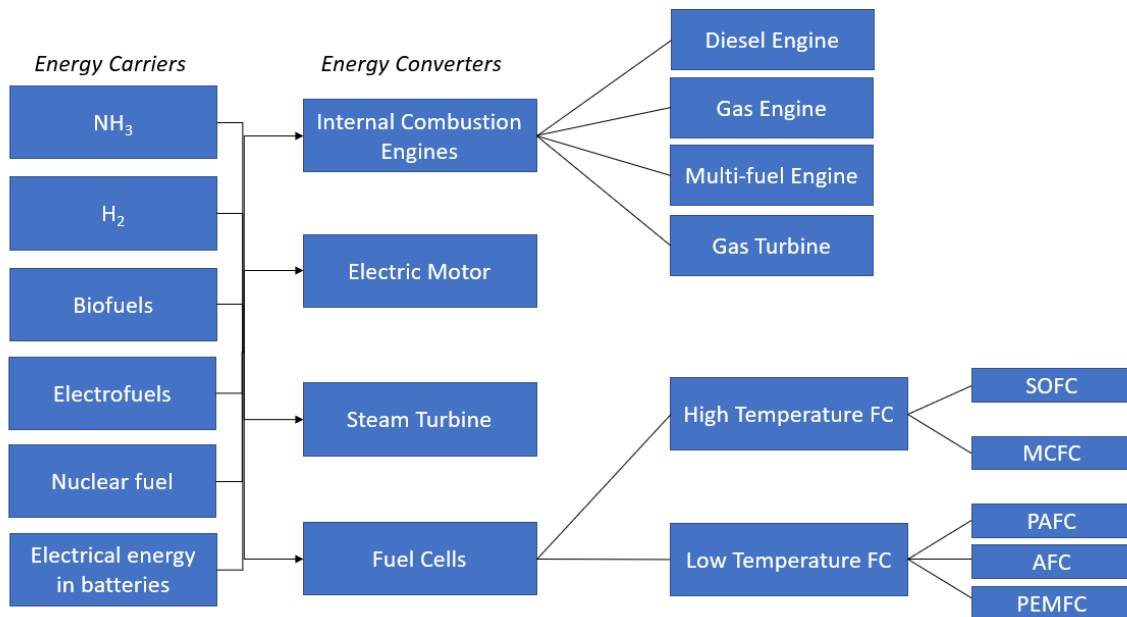 Energy Carriers
NH₃
H₂
Biofuels
Electrofuels
Nuclear fuel
Electrical energy
in batteries
Energy Converters
Internal Combustion
Engines
Electric Motor
Steam Turbine
Fuel Cells
Diesel Engine
Gas Engine
Multi-fuel Engine
Gas Turbine
High Temperature FC
Low Temperature FC
SOFC
MCFC
PAFC
AFC
PEMFC